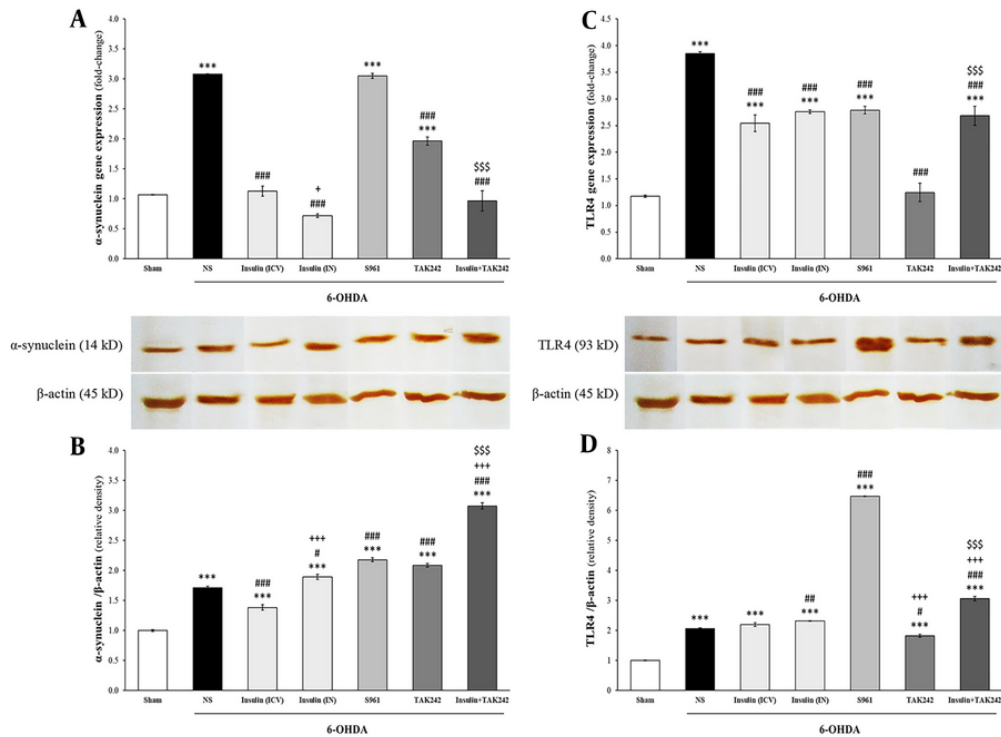 A
α-synuclein gene expression (fold-change)
4.0
3.5
3.0
2.5
2.0
1.5
1.0
0.5
0.0
***
###
+
###
***
###
***
$$$
###
Sham
NS
Insulin (ICV)
Insulin (IN)
S961
TAK242
Insulin+TAK242
6-OHDA
α-synuclein (14 kD)
β-actin (45 kD)
B
α-synuclein /β-actin (relative density)
4.0
3.5
3.0
2.5
2.0
1.5
1.0
0.5
0.0
***
###
***
+++
#
***
###
***
###
***
$$$
+++
###
***
Sham
NS
Insulin (ICV)
Insulin (IN)
S961
TAK242
Insulin+TAK242
6-OHDA
C
TLR4 gene expression (fold-change)
4.5
4.0
3.5
3.0
2.5
2.0
1.5
1.0
0.5
0.0
***
###
***
###
***
###
***
###
$$$
###
***
Sham
NS
Insulin (ICV)
Insulin (IN)
S961
TAK242
Insulin+TAK242
6-OHDA
TLR4 (93 kD)
β-actin (45 kD)
D
TLR4 /β-actin (relative density)
8
7
6
5
4
3
2
1
0
***
***
##
***
###
***
+++
#
***
$$$
+++
###
***
Sham
NS
Insulin (ICV)
Insulin (IN)
S961
TAK242
Insulin+TAK242
6-OHDA